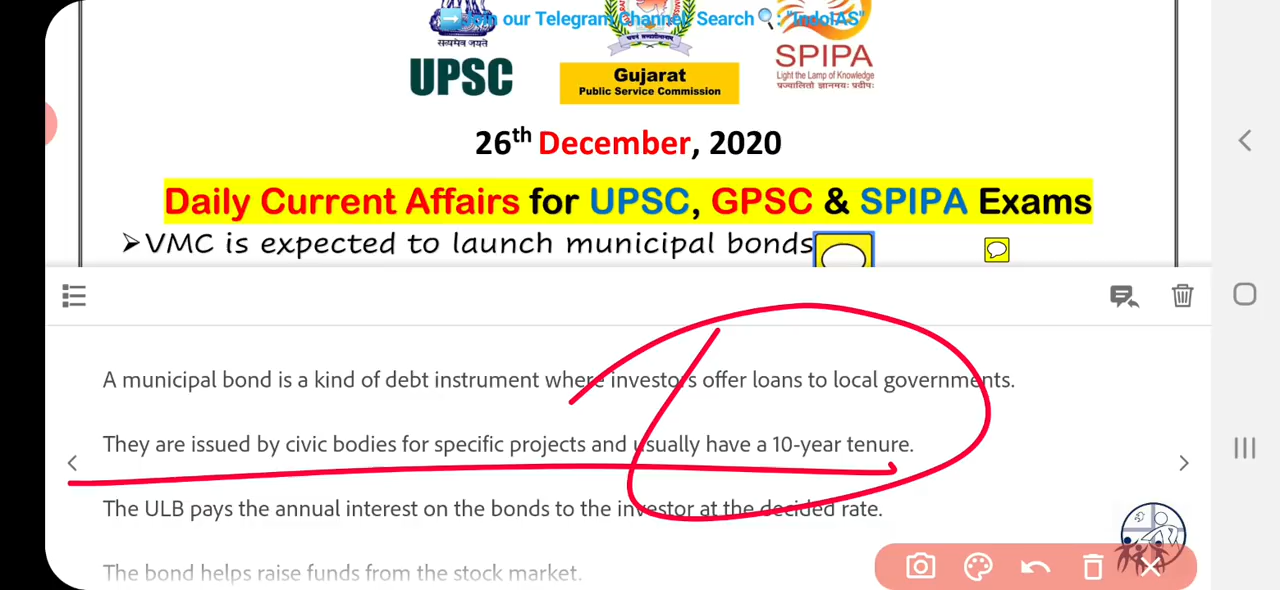 ➡️Join our Telegram Channel, Search🔍: "IndoIAS"
सत्यमेव जयते
UPSC
Gujarat
Public Service Commission
SPIPA
Light the Lamp of Knowledge
प्रज्वालितो ज्ञानमयः प्रदीपः
26th December, 2020
Daily Current Affairs for UPSC, GPSC & SPIPA Exams
➢VMC is expected to launch municipal bonds
A municipal bond is a kind of debt instrument where investors offer loans to local governments.
They are issued by civic bodies for specific projects and usually have a 10-year tenure.
The ULB pays the annual interest on the bonds to the investor at the decided rate.
The bond helps raise funds from the stock market.